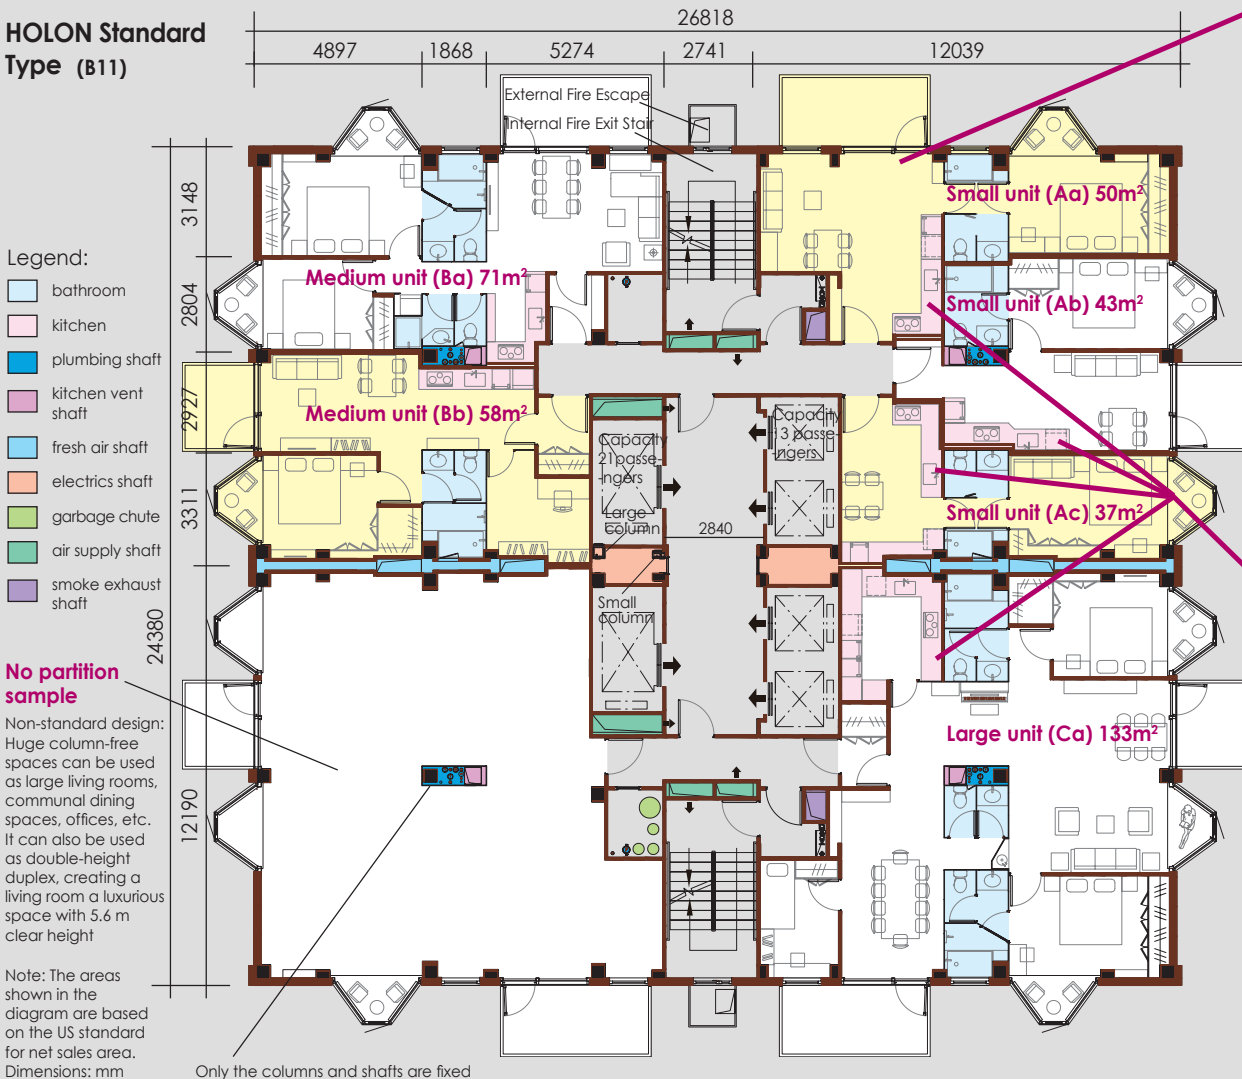 HOLON Standard
Type (B11)
26818
4897
1868
5274
2741
12039
External Fire Escape
Internal Fire Exit Stair
3148
2804
2927
3311
24380
12190
Legend:
bathroom
kitchen
plumbing shaft
kitchen vent
shaft
fresh air shaft
electrics shaft
garbage chute
air supply shaft
smoke exhaust
shaft
Small unit (Aa) 50m²
Medium unit (Ba) 71m²
Small unit (Ab) 43m²
Medium unit (Bb) 58m²
Capacity
21passe-
-ngers
Capacity
13 passe-
-ngers
Large
column
2840
Small unit (Ac) 37m²
Small
column
No partition
sample
Non-standard design:
Huge column-free
spaces can be used
as large living rooms,
communal dining
spaces, offices, etc.
It can also be used
as double-height
duplex, creating a
living room a luxurious
space with 5.6 m
clear height
Large unit (Ca) 133m²
Note: The areas
shown in the
diagram are based
on the US standard
for net sales area.
Dimensions: mm
Only the columns and shafts are fixed